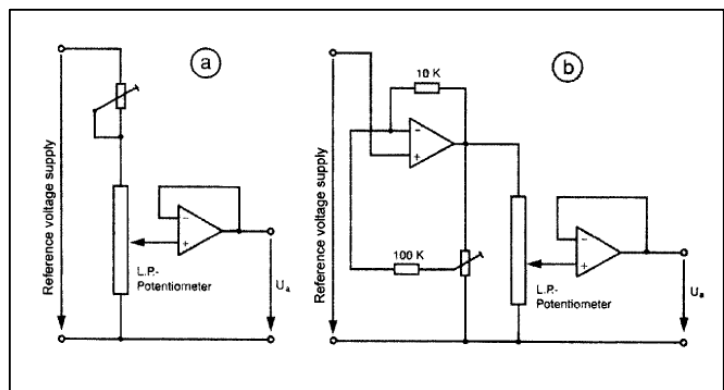 a
Reference voltage supply
L.P.-
Potentiometer
Ua
b
Reference voltage supply
10 K
-
+
100 K
-
+
L.P.-
Potentiometer
Ua
-
+